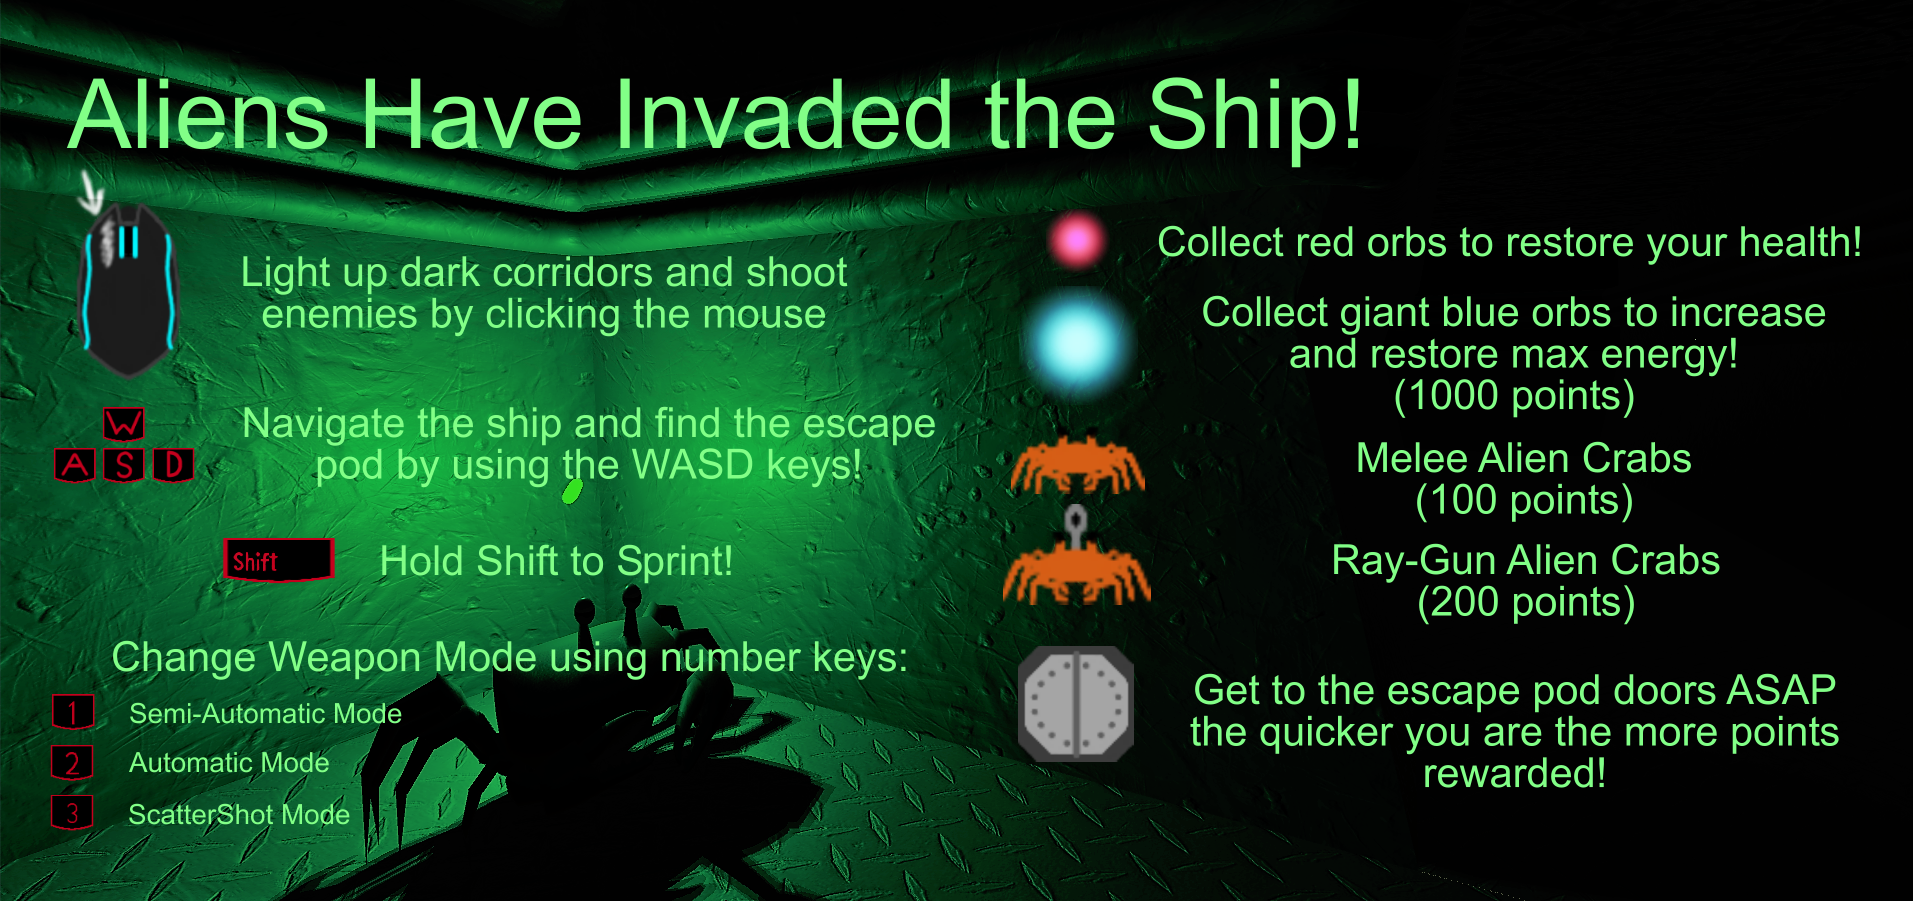 Aliens Have Invaded the Ship!
Light up dark corridors and shoot
enemies by clicking the mouse
W
A S D
Navigate the ship and find the escape
pod by using the WASD keys!
Shift
Hold Shift to Sprint!
Change Weapon Mode using number keys:
1 Semi-Automatic Mode
2 Automatic Mode
3 ScatterShot Mode
Collect red orbs to restore your health!
Collect giant blue orbs to increase
and restore max energy!
(1000 points)
Melee Alien Crabs
(100 points)
Ray-Gun Alien Crabs
(200 points)
Get to the escape pod doors ASAP
the quicker you are the more points
rewarded!